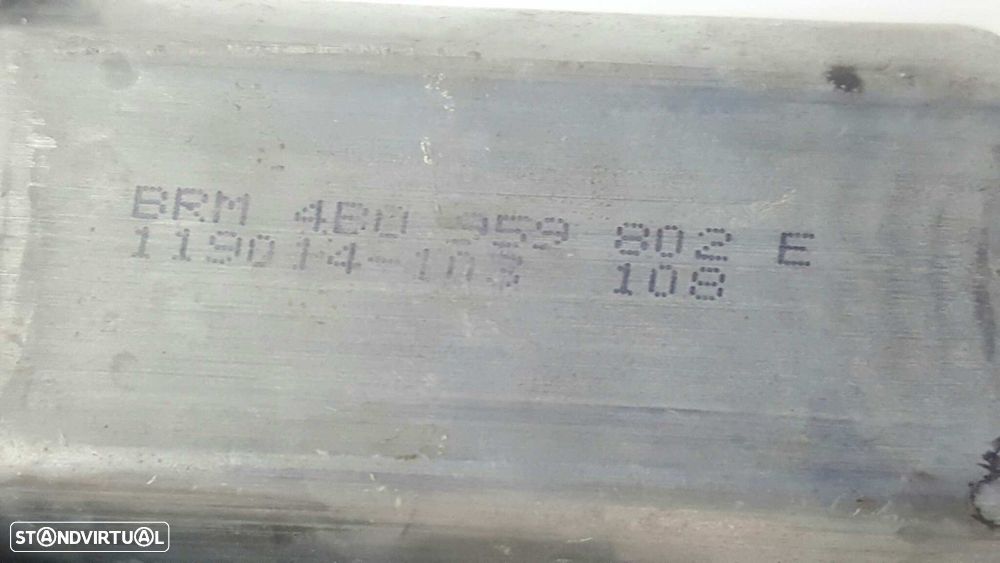 BRM 4B0 959 802 E
119014-103 108
STANDVIRTUAL